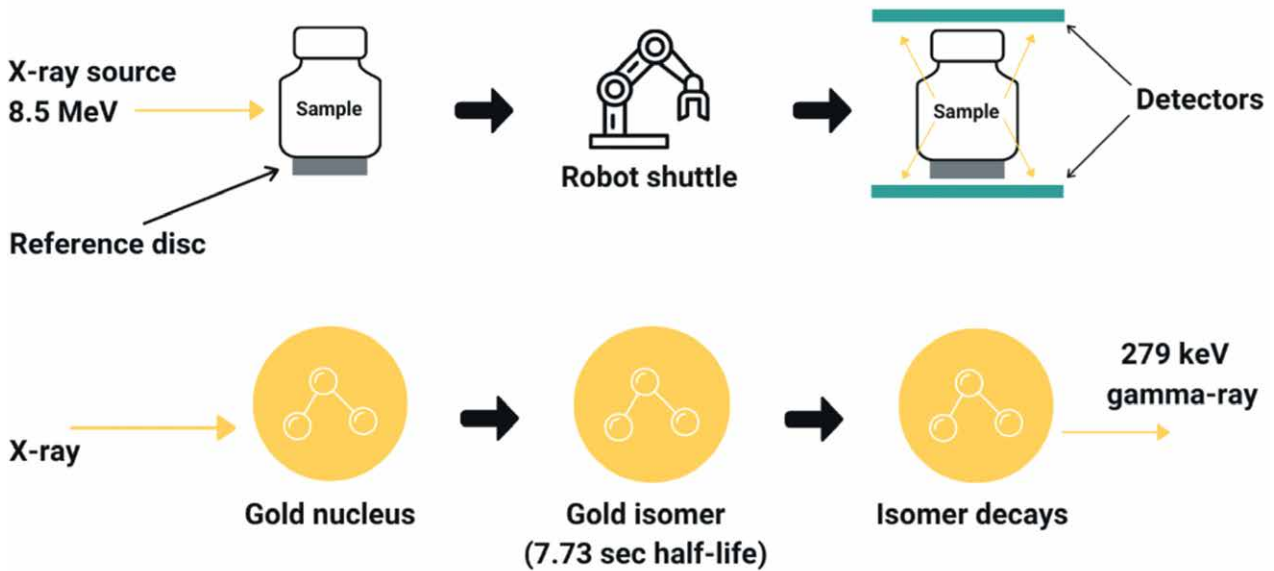 X-ray source
8.5 MeV
Sample
Reference disc
Robot shuttle
Sample
Detectors
X-ray
Gold nucleus
Gold isomer
(7.73 sec half-life)
Isomer decays
279 keV
gamma-ray